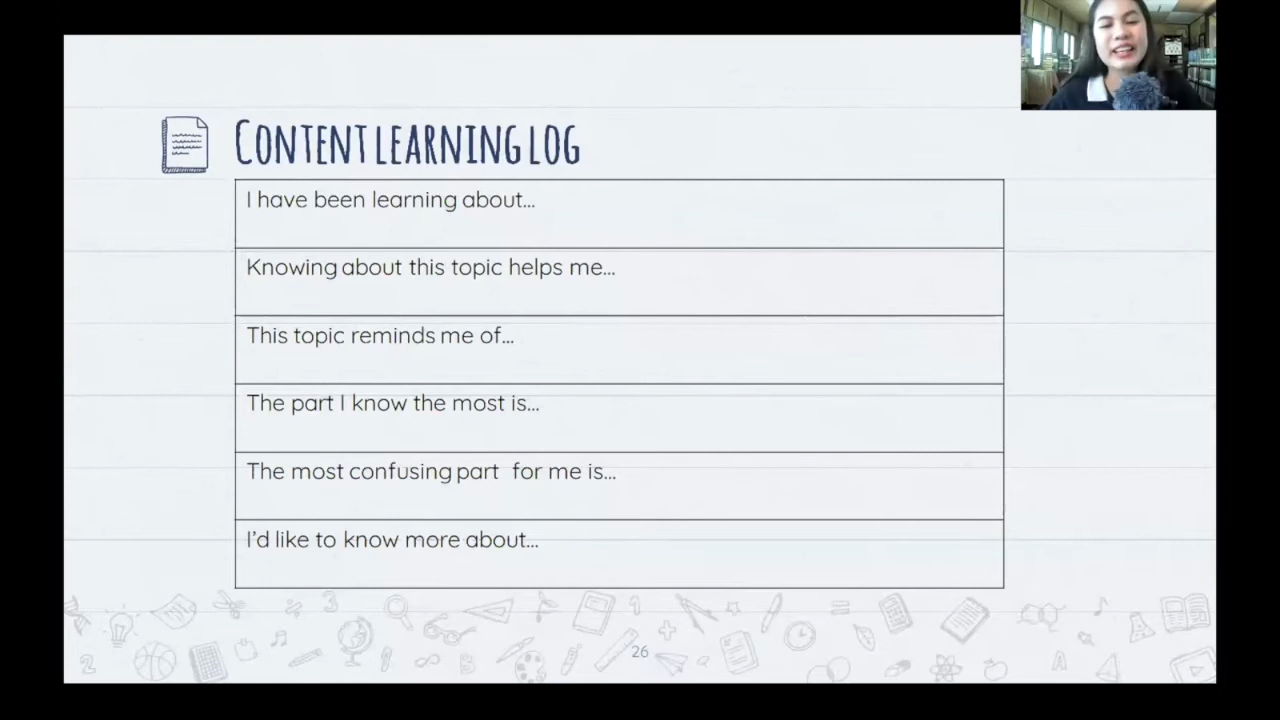 CONTENT LEARNING LOG
I have been learning about...
Knowing about this topic helps me...
This topic reminds me of...
The part I know the most is...
The most confusing part  for me is...
I'd like to know more about...
26